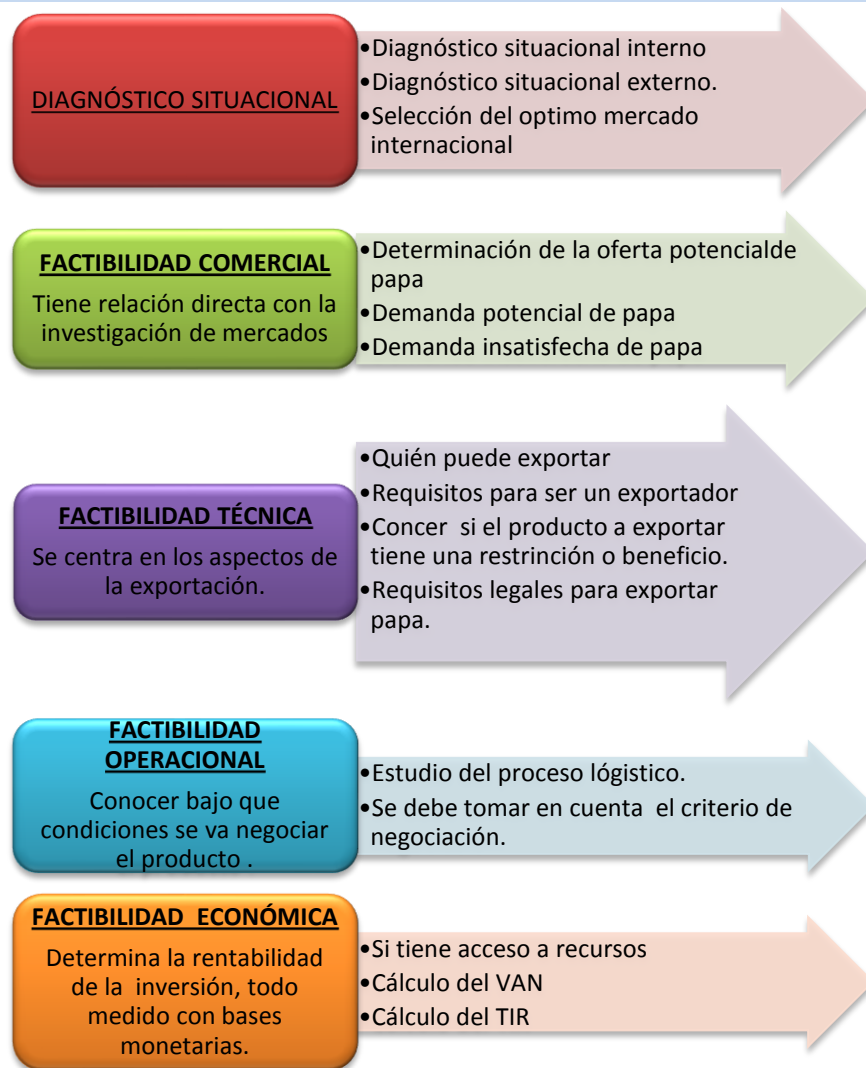 DIAGNÓSTICO SITUACIONAL
•Diagnóstico situacional interno
•Diagnóstico situacional externo.
•Selección del optimo mercado
internacional
FACTIBILIDAD COMERCIAL
Tiene relación directa con la
investigación de mercados
•Determinación de la oferta potencialde
papa
•Demanda potencial de papa
•Demanda insatisfecha de papa
FACTIBILIDAD TÉCNICA
Se centra en los aspectos de
la exportación.
•Quién puede exportar
•Requisitos para ser un exportador
•Concer si el producto a exportar
tiene una restrinción o beneficio.
•Requisitos legales para exportar
papa.
FACTIBILIDAD
OPERACIONAL
Conocer bajo que
condiciones se va negociar
el producto .
•Estudio del proceso lógistico.
•Se debe tomar en cuenta el criterio de
negociación.
FACTIBILIDAD ECONÓMICA
Determina la rentabilidad
de la inversión, todo
medido con bases
monetarias.
•Si tiene acceso a recursos
•Cálculo del VAN
•Cálculo del TIR